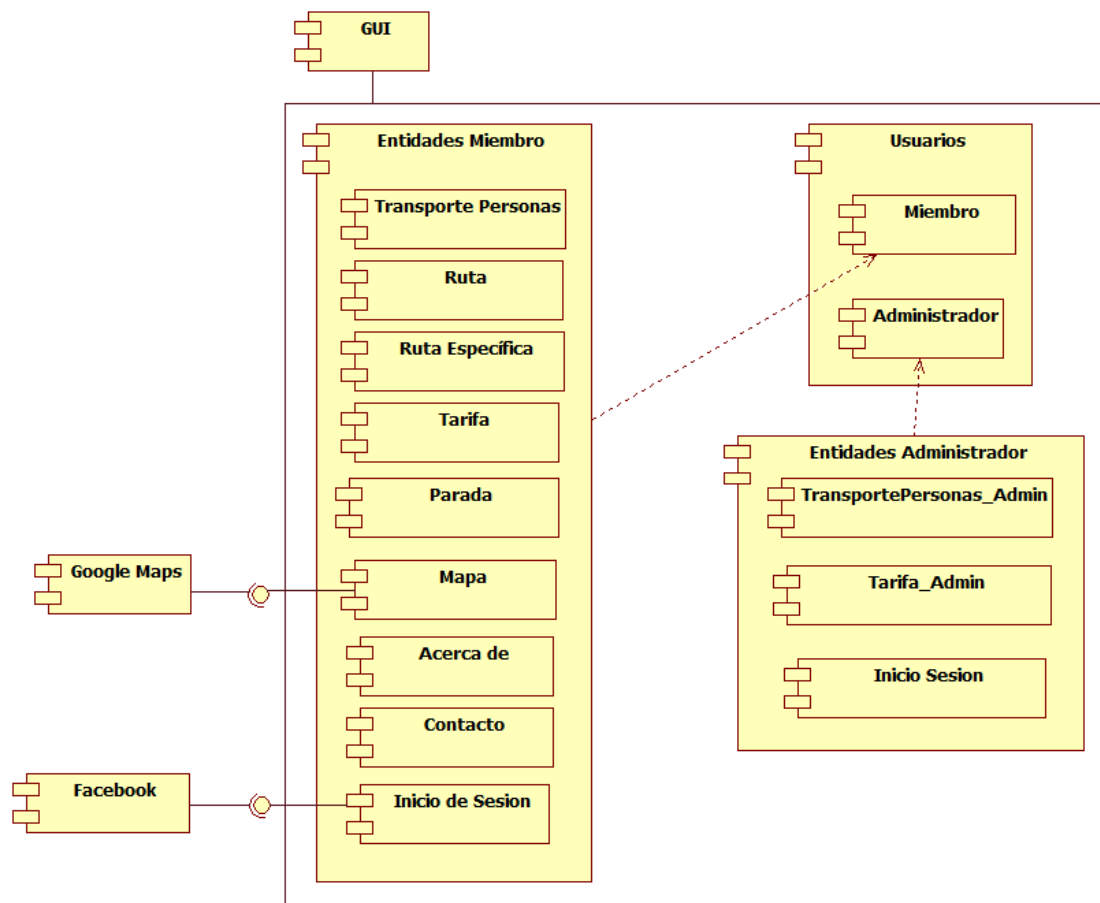 GUI
Entidades Miembro
Transporte Personas
Ruta
Ruta Específica
Tarifa
Parada
Mapa
Acerca de
Contacto
Inicio de Sesion
Google Maps
Facebook
Usuarios
Miembro
Administrador
Entidades Administrador
TransportePersonas_Admin
Tarifa_Admin
Inicio Sesion